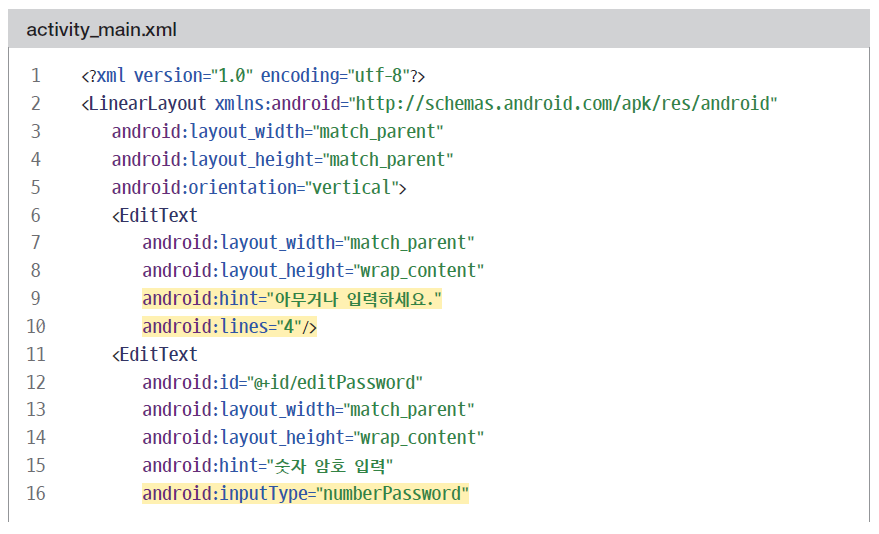 activity_main.xml
1 <?xml version="1.0" encoding="utf-8"?>
2 <LinearLayout xmlns:android="http://schemas.android.com/apk/res/android"
3 android:layout_width="match_parent"
4 android:layout_height="match_parent"
5 android:orientation="vertical">
6 <EditText
7 android:layout_width="match_parent"
8 android:layout_height="wrap_content"
9 android:hint="아무거나 입력하세요."
10 android:lines="4"/>
11 <EditText
12 android:id="@+id/editPassword"
13 android:layout_width="match_parent"
14 android:layout_height="wrap_content"
15 android:hint="숫자 암호 입력"
16 android:inputType="numberPassword"